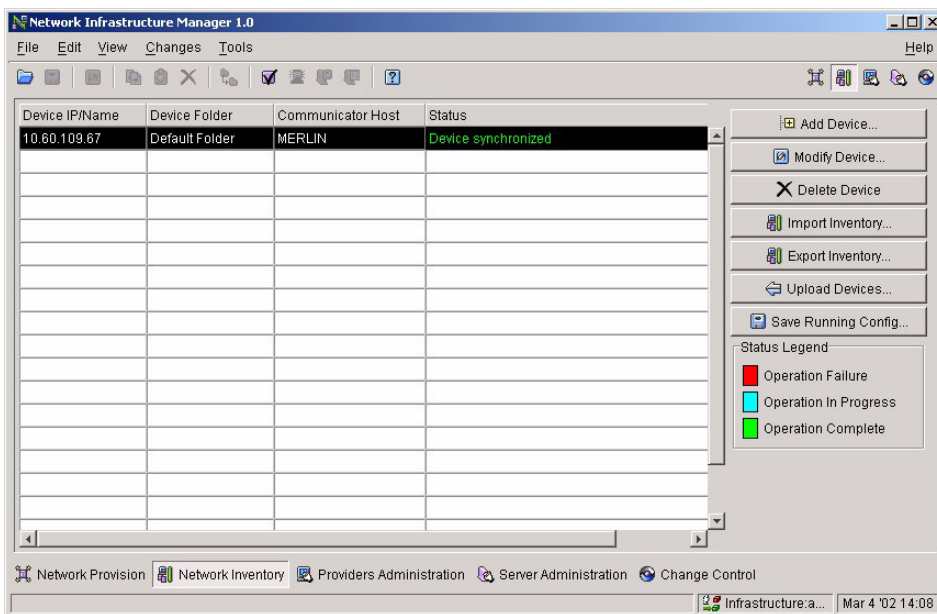 Network Infrastructure Manager 1.0
File Edit View Changes Tools Help
Device IP/Name Device Folder Communicator Host Status
10.60.109.67 Default Folder MERLIN Device synchronized
Add Device...
Modify Device...
Delete Device
Import Inventory...
Export Inventory...
Upload Devices...
Save Running Config...
Status Legend
Operation Failure
Operation In Progress
Operation Complete
Network Provision Network Inventory Providers Administration Server Administration Change Control
Infrastructure:a... Mar 4 '02 14:08